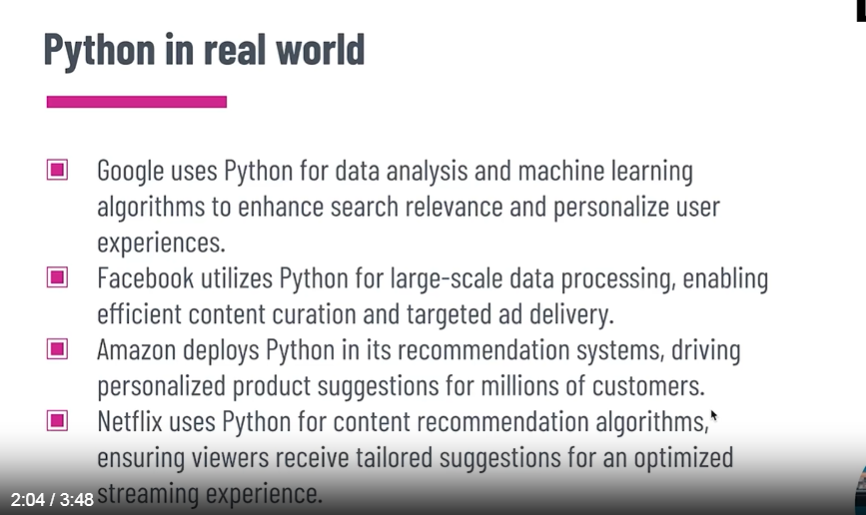 Python in real world
Google uses Python for data analysis and machine learning
algorithms to enhance search relevance and personalize user
experiences.
Facebook utilizes Python for large-scale data processing, enabling
efficient content curation and targeted ad delivery.
Amazon deploys Python in its recommendation systems, driving
personalized product suggestions for millions of customers.
Netflix uses Python for content recommendation algorithms,
ensuring viewers receive tailored suggestions for an optimized
streaming experience.
2:04 / 3:48